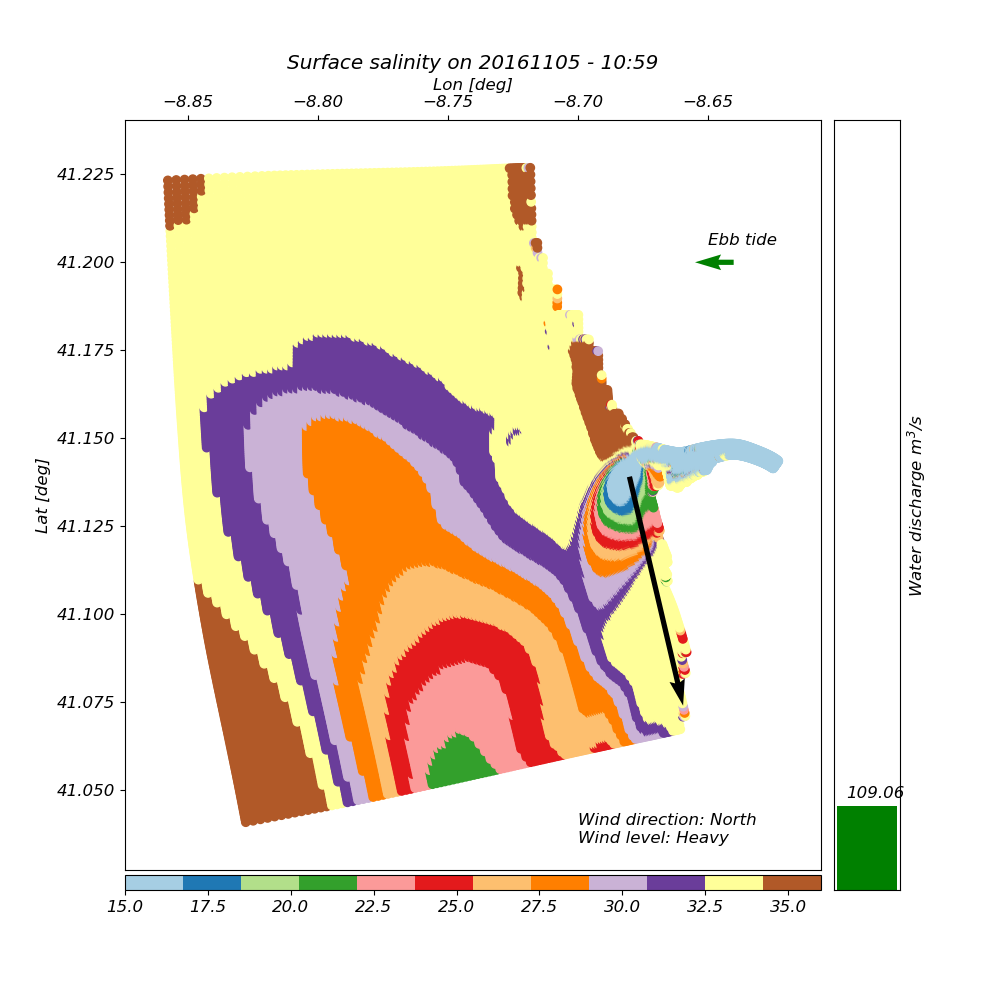 Surface salinity on 20161105 - 10:59
Lon [deg]
−8.85 −8.80 −8.75 −8.70 −8.65
41.225
41.200
41.175
41.150
41.125
41.100
41.075
41.050
Lat [deg]
Ebb tide
Wind direction: North
Wind level: Heavy
15.0 17.5 20.0 22.5 25.0 27.5 30.0 32.5 35.0
109.06
Water discharge m³/s